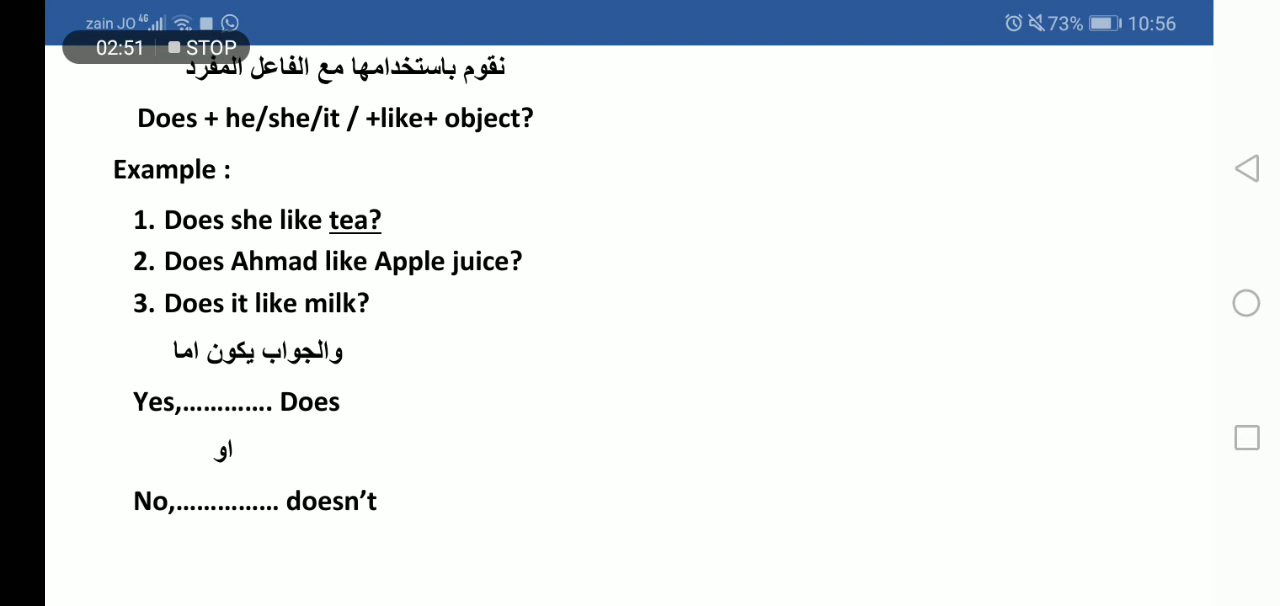 zain JO 4G 73% 10:56
02:51 STOP
نقوم باستخدامها مع الفاعل المفرد
Does + he/she/it / +like+ object?
Example :
1. Does she like tea?
2. Does Ahmad like Apple juice?
3. Does it like milk?
والجواب يكون اما
Yes,............. Does
او
No,............... doesn’t